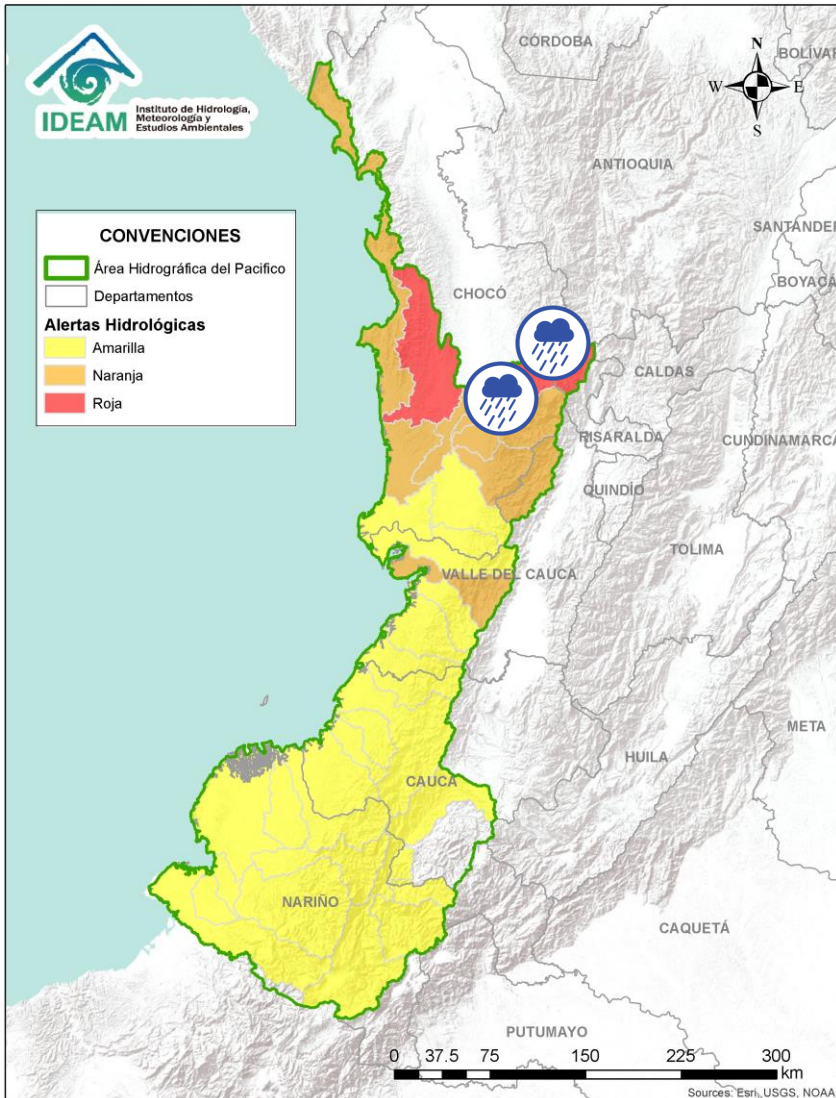 IDEAM
Instituto de Hidrología,
Meteorología y
Estudios Ambientales
N
W
E
S
CONVENCIONES
Área Hidrográfica del Pacifico
Departamentos
Alertas Hidrológicas
Amarilla
Naranja
Roja
CÓRDOBA
BOLÍVAR
ANTIOQUIA
SANTANDER
BOYACÁ
CHOCÓ
CALDAS
RISARALDA
CUNDINAMARCA
QUINDÍO
TOLIMA
VALLE DEL CAUCA
META
HUILA
CAUCA
NARIÑO
CAQUETÁ
PUTUMAYO
0 37.5 75 150 225 300
km
Sources: Esri, USGS, NOAA